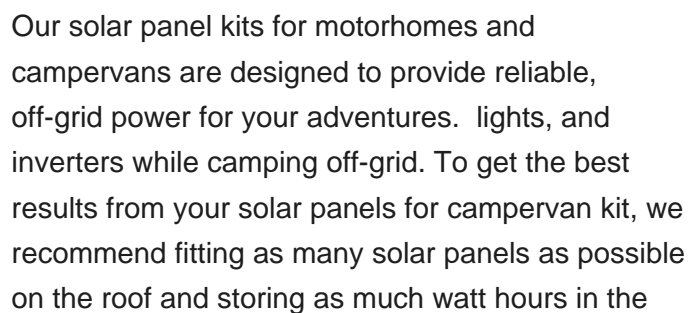 Our solar panel kits for motorhomes and
campervans are designed to provide reliable,
off-grid power for your adventures.  lights, and
inverters while camping off-grid. To get the best
results from your solar panels for campervan kit, we
recommend fitting as many solar panels as possible
on the roof and storing as much watt hours in the